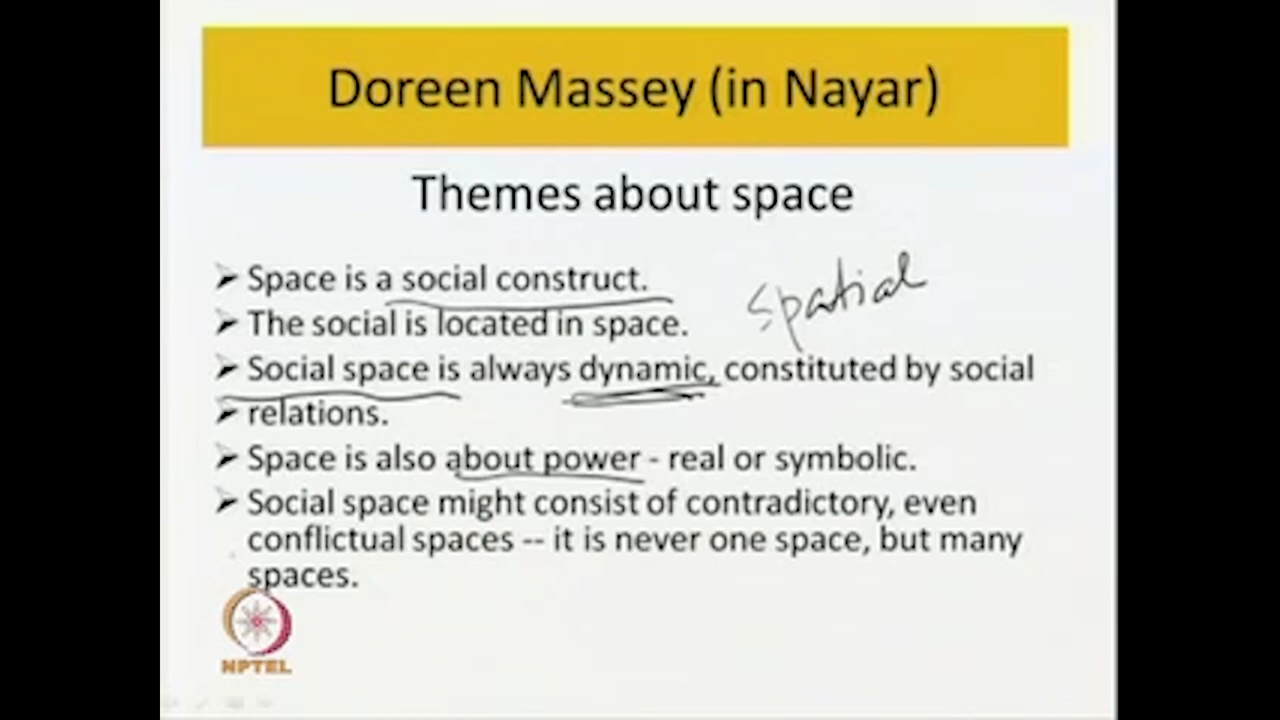 Doreen Massey (in Nayar)
Themes about space
➤ Space is a social construct.
spatial
➤ The social is located in space.
➤ Social space is always dynamic, constituted by social
➤ relations.
➤ Space is also about power - real or symbolic.
➤ Social space might consist of contradictory, even
conflictual spaces -- it is never one space, but many
spaces.
NPTEL